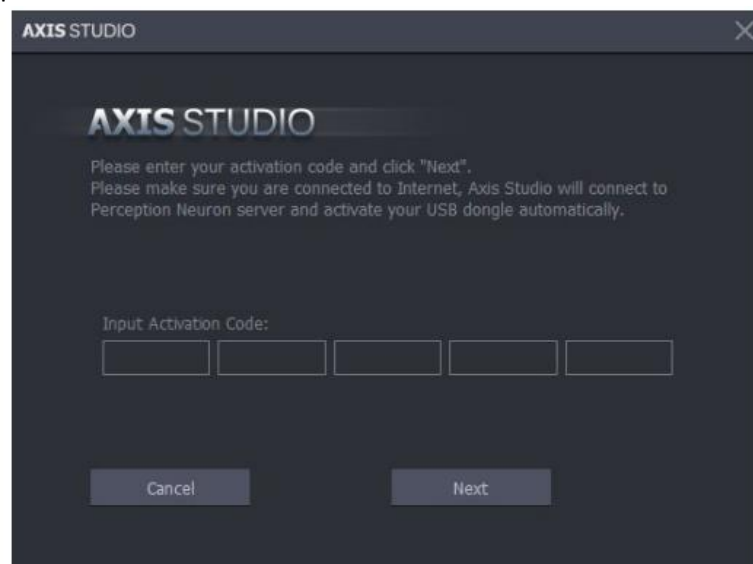 AXIS STUDIO
AXIS STUDIO
Please enter your activation code and click "Next".
Please make sure you are connected to Internet, Axis Studio will connect to
Perception Neuron server and activate your USB dongle automatically.
Input Activation Code:
Cancel
Next